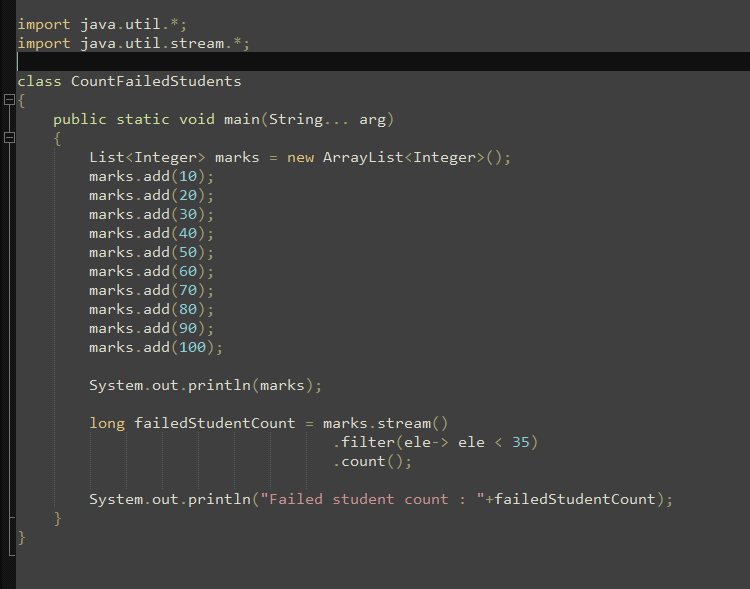 import java.util.*;
import java.util.stream.*;
class CountFailedStudents
{
public static void main(String... arg)
{
List<Integer> marks = new ArrayList<Integer>();
marks.add(10);
marks.add(20);
marks.add(30);
marks.add(40);
marks.add(50);
marks.add(60);
marks.add(70);
marks.add(80);
marks.add(90);
marks.add(100);
System.out.println(marks);
long failedStudentCount = marks.stream()
.filter(ele-> ele < 35)
.count();
System.out.println("Failed student count : "+failedStudentCount);
}
}